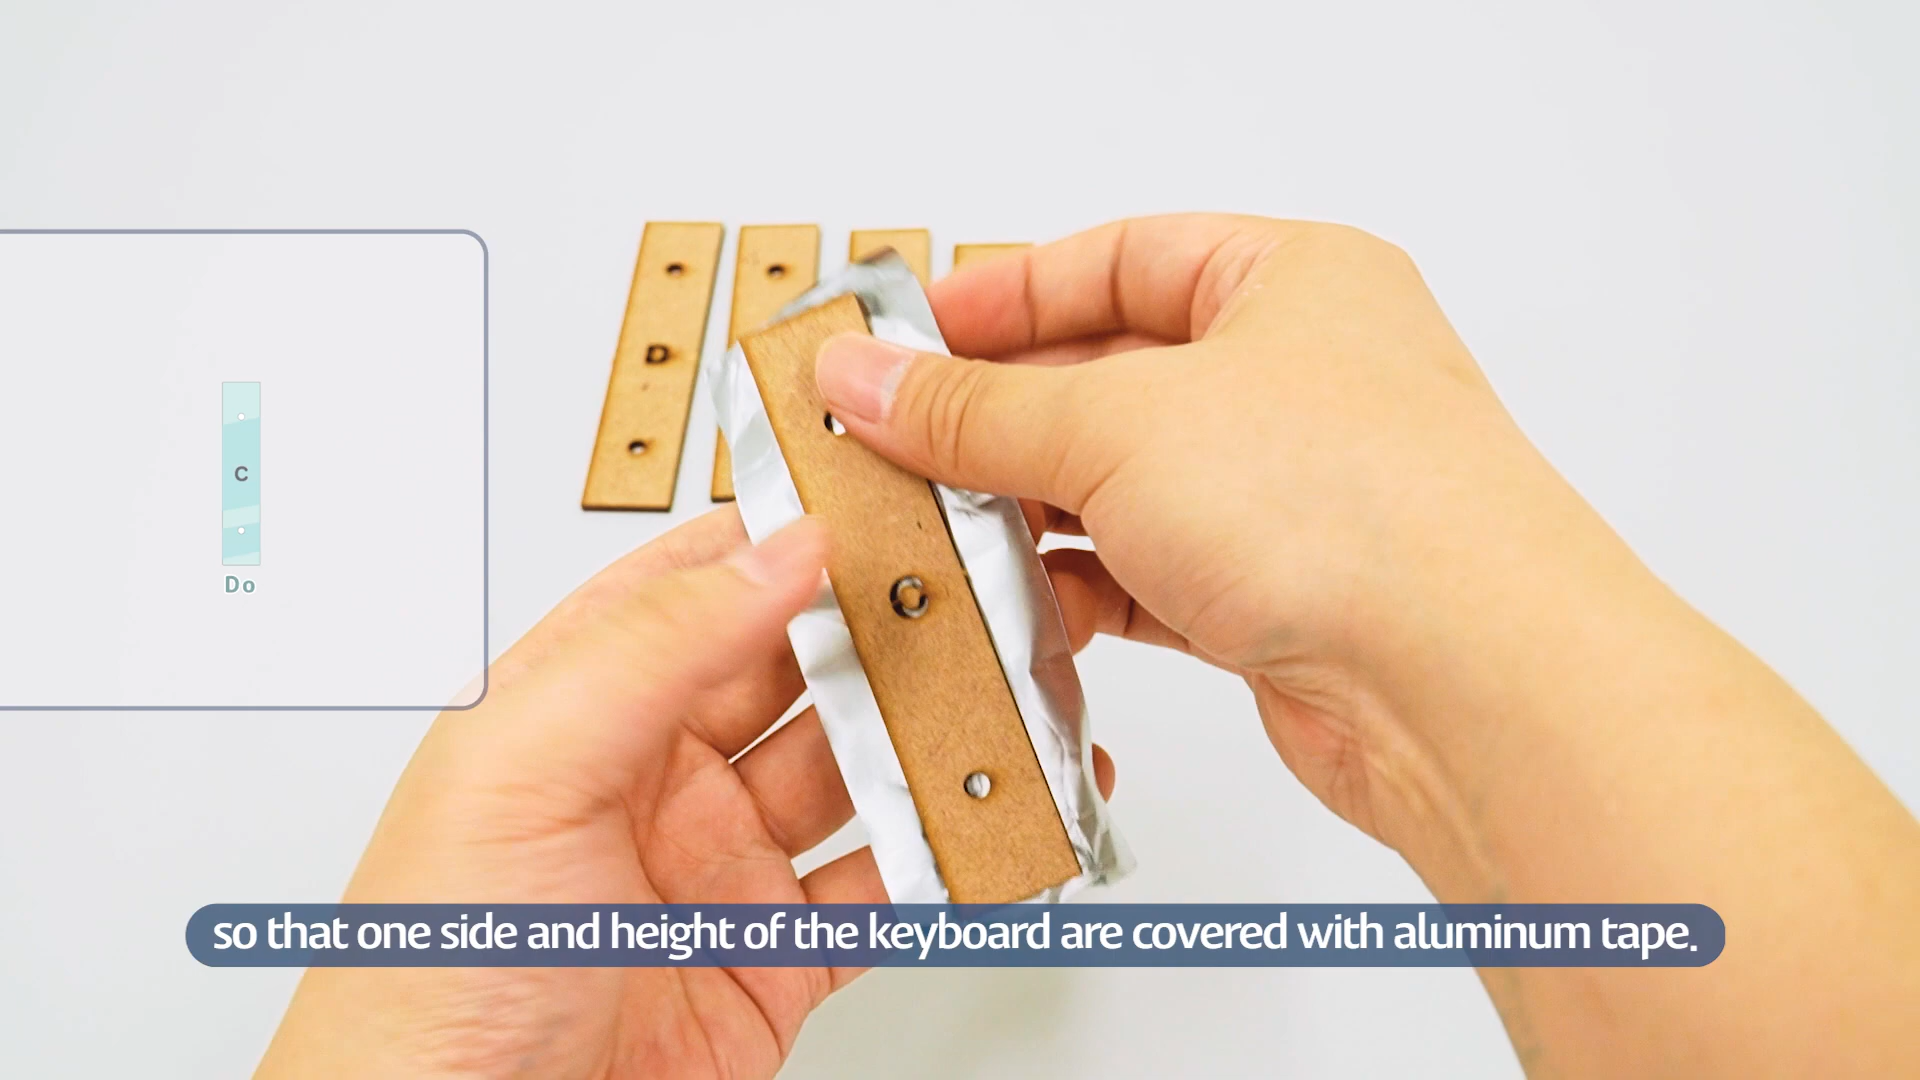 D
C
C
Do
so that one side and height of the keyboard are covered with aluminum tape.